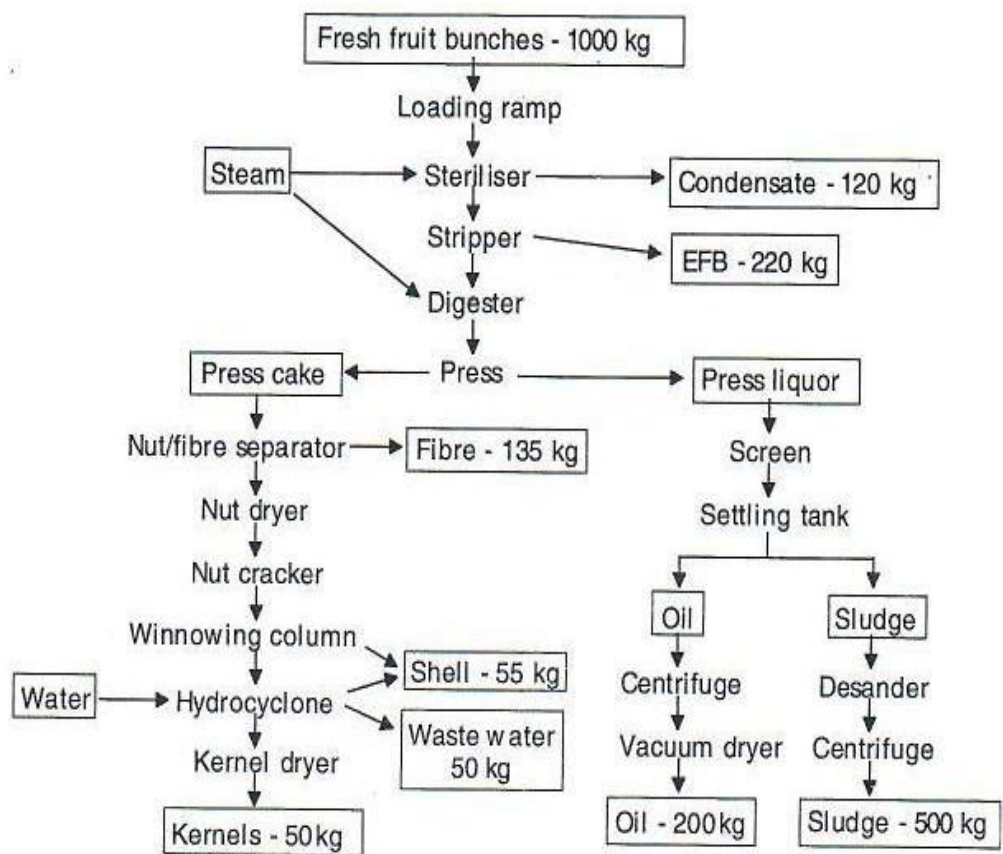 Fresh fruit bunches - 1000 kg
Loading ramp
Steam
Steriliser
Condensate - 120 kg
Stripper
EFB - 220 kg
Digester
Press cake
Press
Press liquor
Nut/fibre separator
Fibre - 135 kg
Screen
Nut dryer
Settling tank
Nut cracker
Oil
Sludge
Winnowing column
Shell - 55 kg
Water
Hydrocyclone
Centrifuge
Desander
Waste water
50 kg
Kernel dryer
Vacuum dryer
Centrifuge
Kernels - 50kg
Oil - 200kg
Sludge - 500 kg